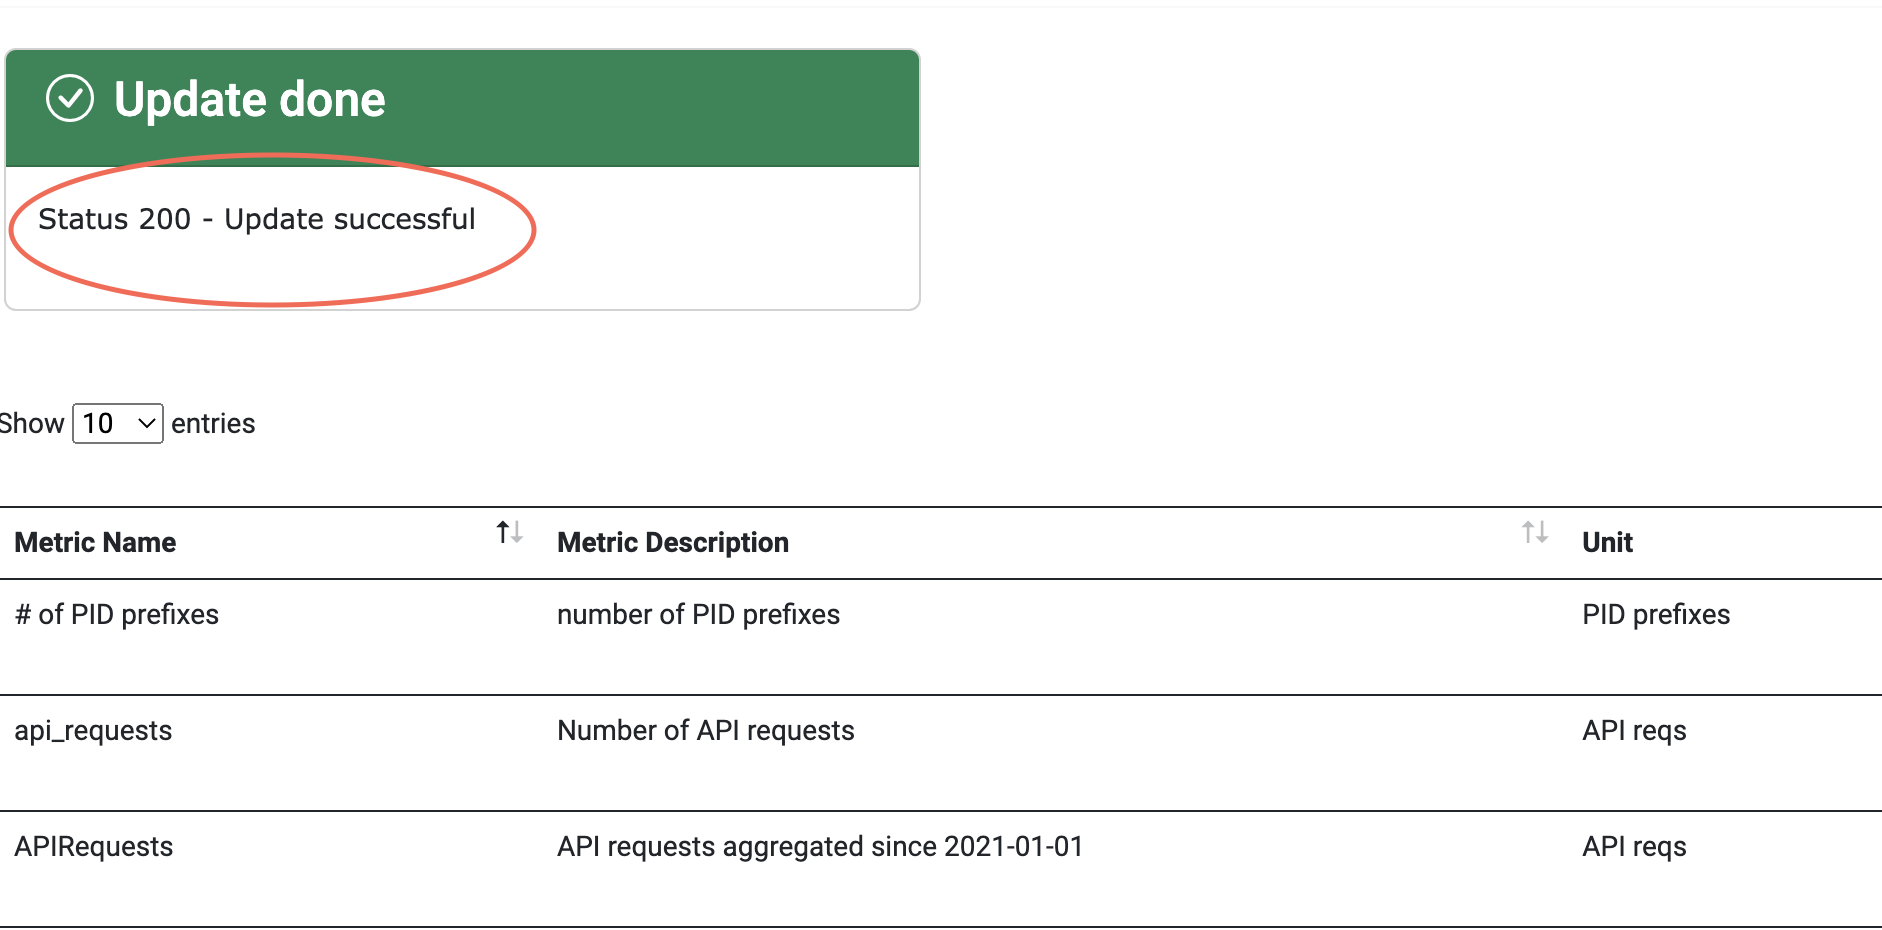 Update done
Status 200 - Update successful
Show 10 entries
Metric Name Metric Description Unit
# of PID prefixes number of PID prefixes PID prefixes
api_requests Number of API requests API reqs
APIRequests API requests aggregated since 2021-01-01 API reqs